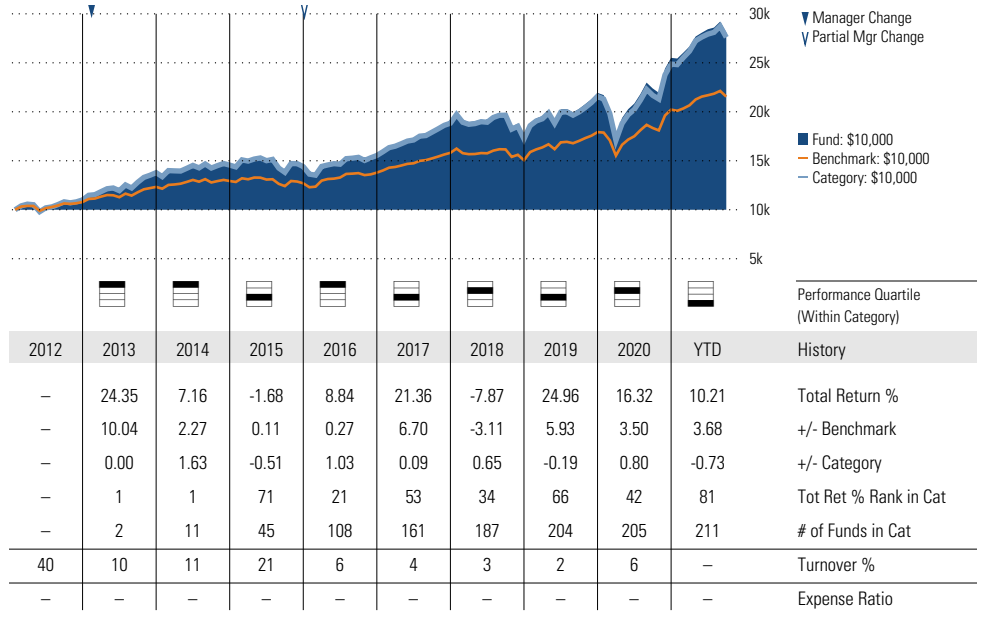 30k
25k
20k
15k
10k
5k
Manager Change
Partial Mgr Change
Fund: $10,000
Benchmark: $10,000
Category: $10,000
Performance Quartile
(Within Category)
2012 2013 2014 2015 2016 2017 2018 2019 2020 YTD History
– 24.35 7.16 -1.68 8.84 21.36 -7.87 24.96 16.32 10.21 Total Return %
– 10.04 2.27 0.11 0.27 6.70 -3.11 5.93 3.50 3.68 +/- Benchmark
– 0.00 1.63 -0.51 1.03 0.09 0.65 -0.19 0.80 -0.73 +/- Category
– 1 1 71 21 53 34 66 42 81 Tot Ret % Rank in Cat
– 2 11 45 108 161 187 204 205 211 # of Funds in Cat
40 10 11 21 6 4 3 2 6 – Turnover %
– – – – – – – – – – Expense Ratio